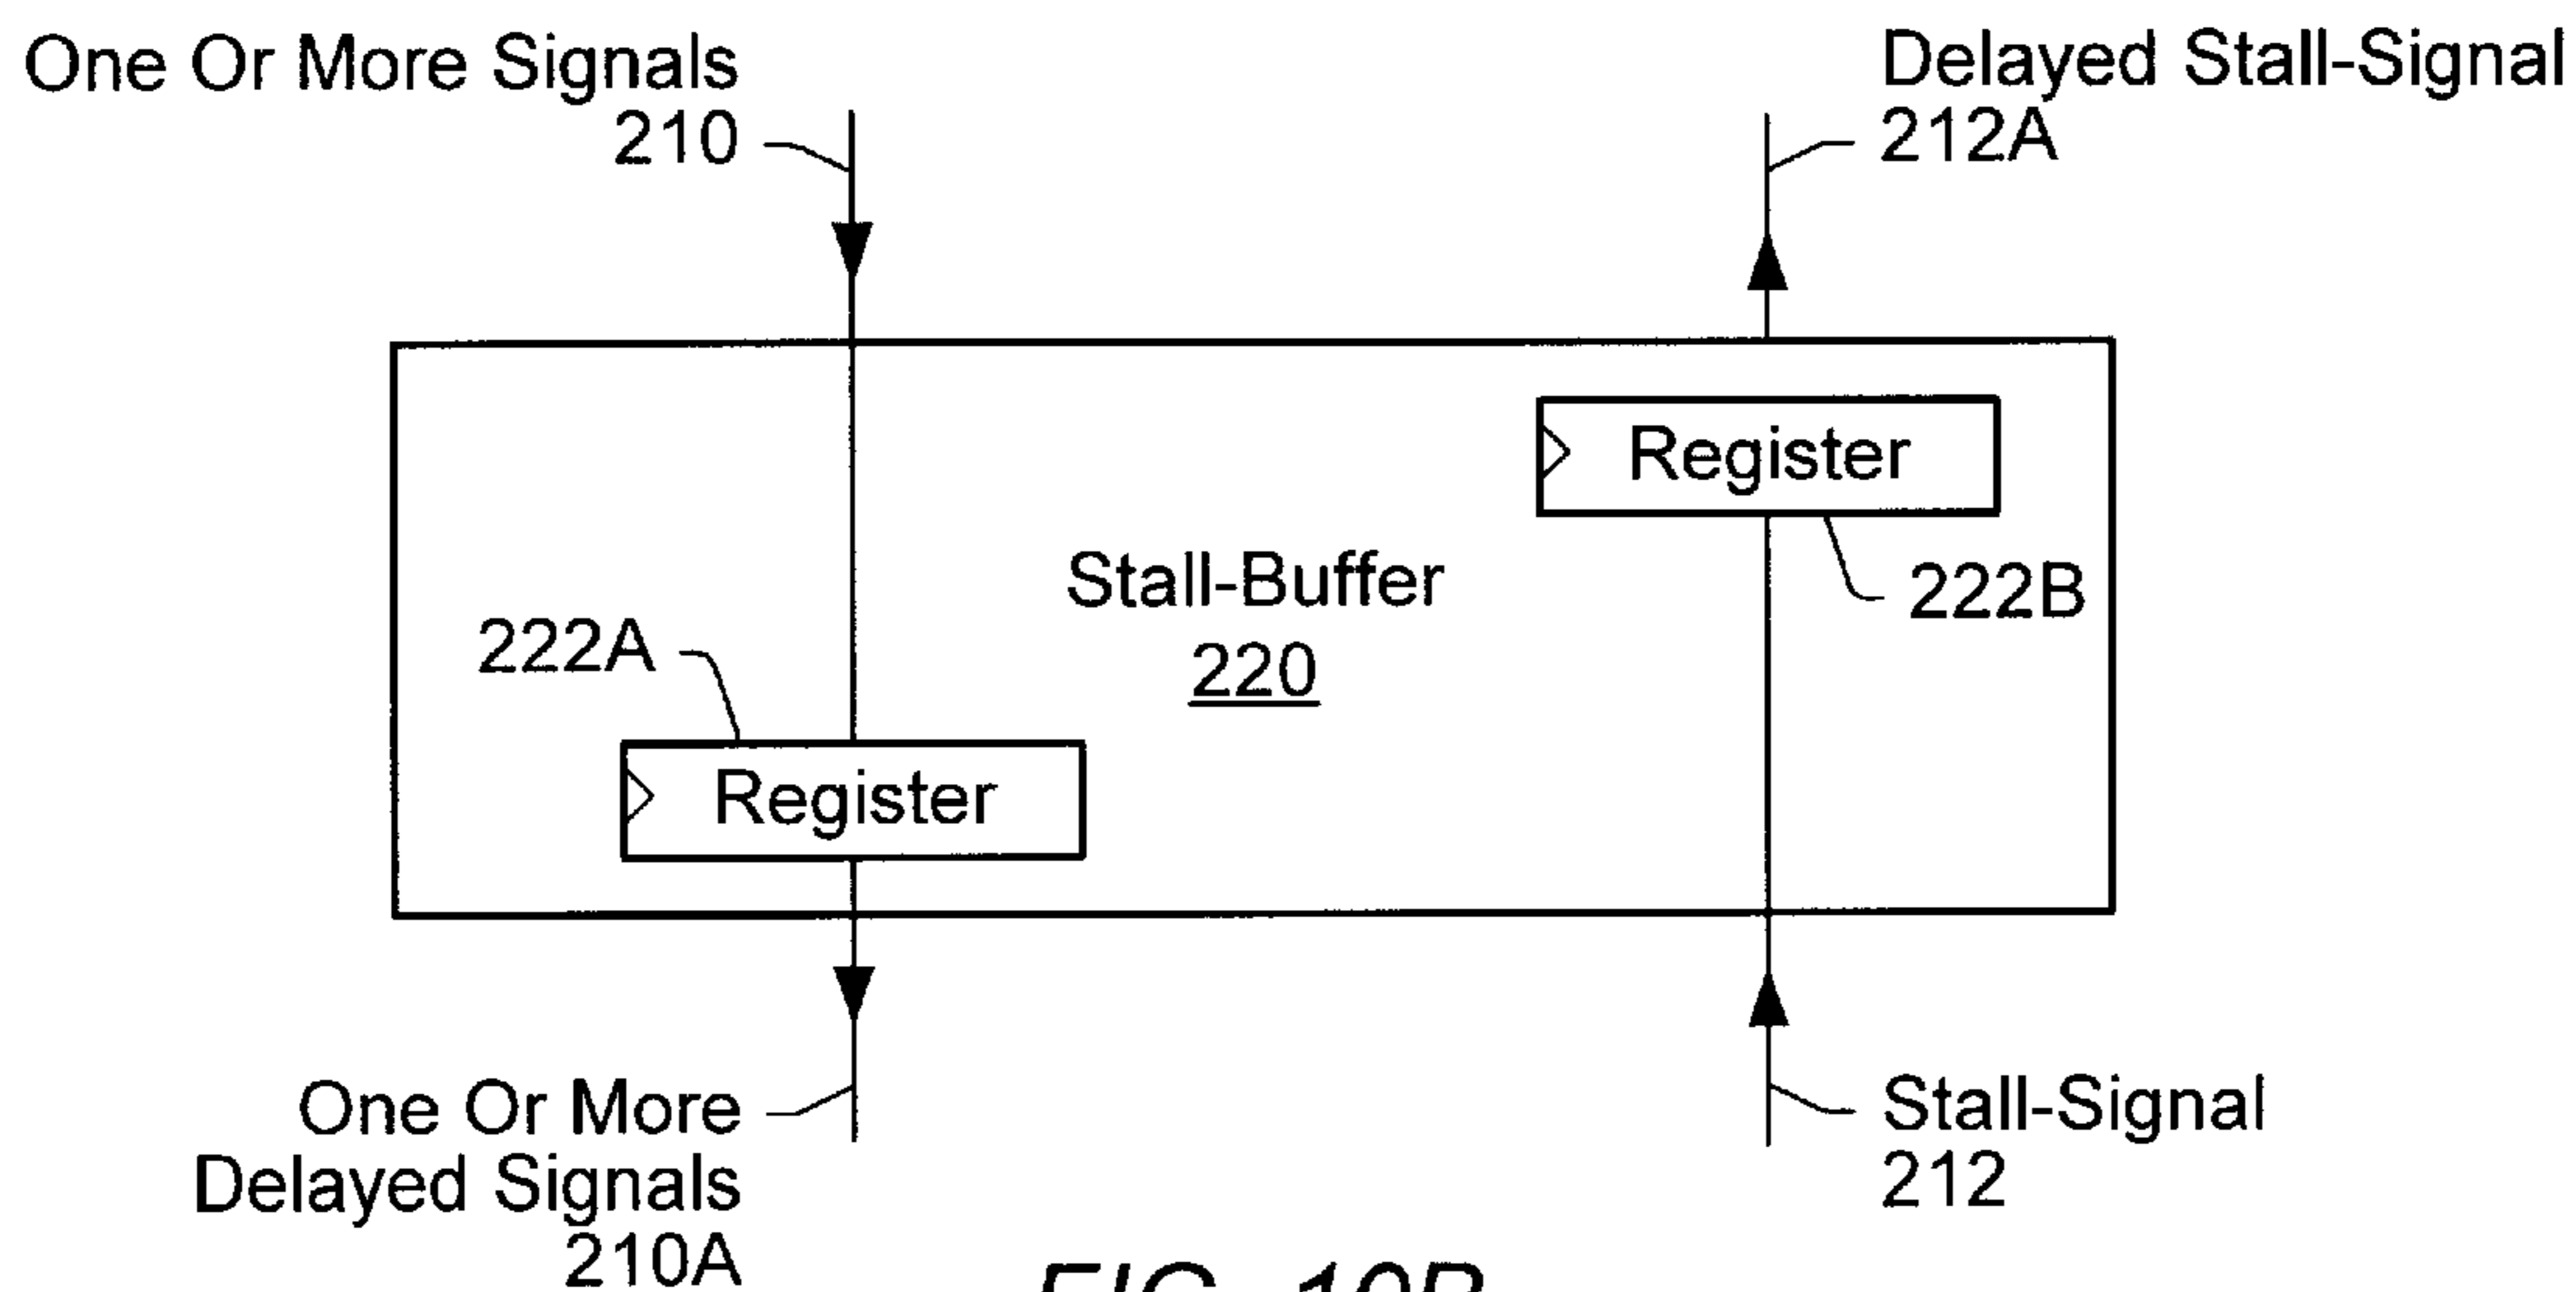 One Or More Signals
210
Delayed Stall-Signal
212A
Register
222B
Stall-Buffer
220
222A
Register
One Or More
Delayed Signals
210A
Stall-Signal
212